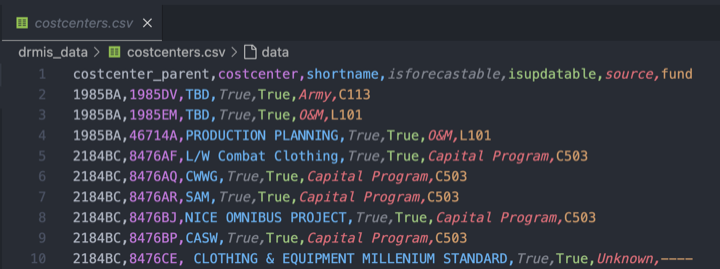 costcenters.csv
drmis_data > costcenters.csv > data
1 costcenter_parent,costcenter,shortname,isforecastable,isupdatable,source,fund
2 1985BA,1985DV,TBD,True,True,Army,C113
3 1985BA,1985EM,TBD,True,True,O&M,L101
4 1985BA,46714A,PRODUCTION PLANNING,True,True,O&M,L101
5 2184BC,8476AF,L/W Combat Clothing,True,True,Capital Program,C503
6 2184BC,8476AQ,CWWG,True,True,Capital Program,C503
7 2184BC,8476AR,SAM,True,True,Capital Program,C503
8 2184BC,8476BJ,NICE OMNIBUS PROJECT,True,True,Capital Program,C503
9 2184BC,8476BP,CASW,True,True,Capital Program,C503
10 2184BC,8476CE, CLOTHING & EQUIPMENT MILLENIUM STANDARD,True,True,Unknown,----